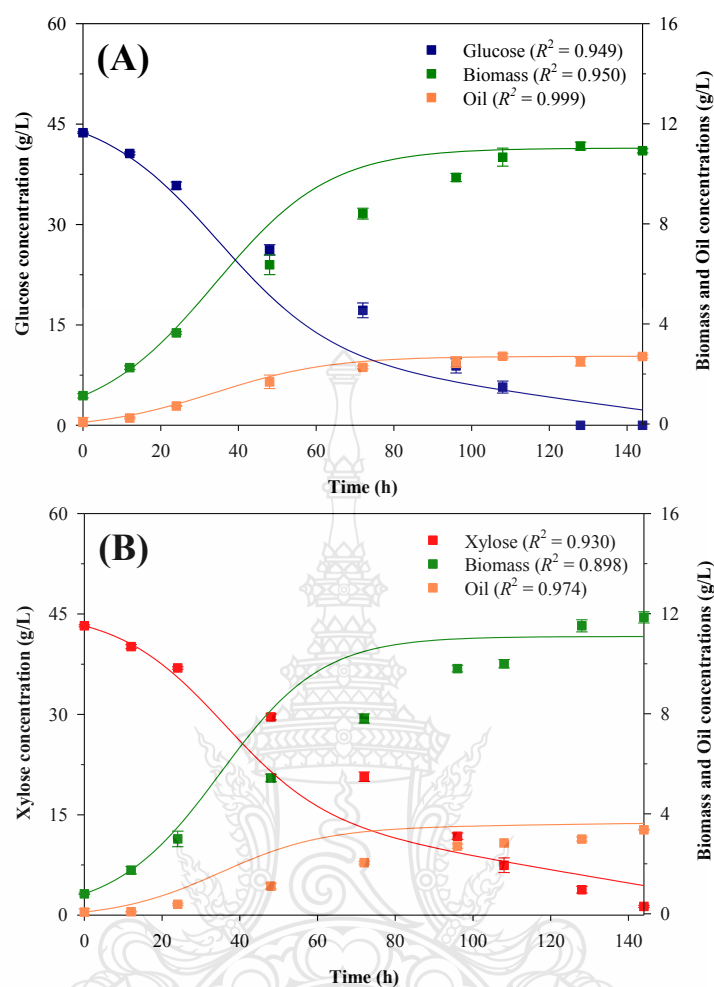 (A)
Glucose (R² = 0.949)
Biomass (R² = 0.950)
Oil (R² = 0.999)
Glucose concentration (g/L)
60
45
30
15
0
Biomass and Oil concentrations (g/L)
16
12
8
4
0
0 20 40 60 80 100 120 140
Time (h)
(B)
Xylose (R² = 0.930)
Biomass (R² = 0.898)
Oil (R² = 0.974)
Xylose concentration (g/L)
60
45
30
15
0
Biomass and Oil concentrations (g/L)
16
12
8
4
0
0 20 40 60 80 100 120 140
Time (h)